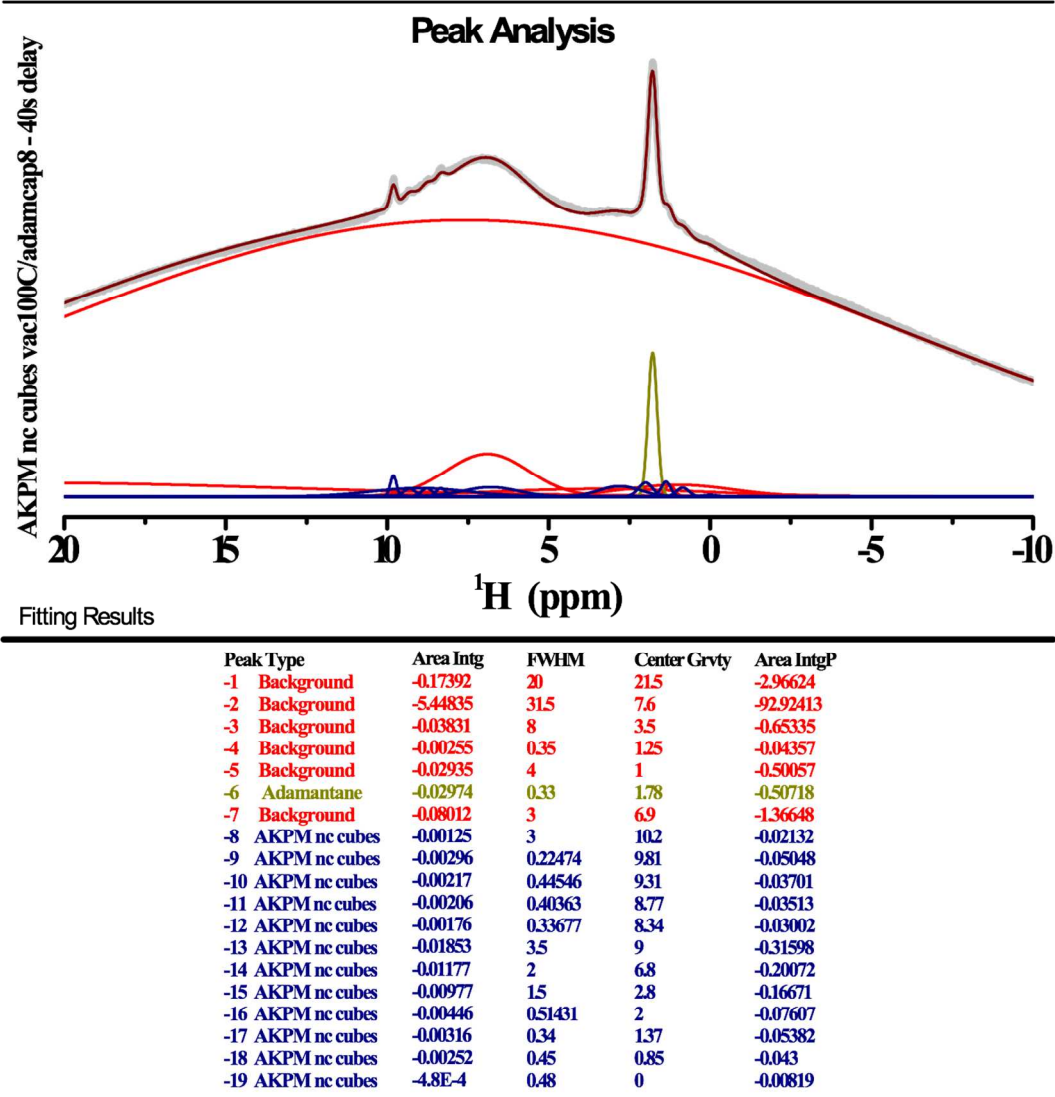 Peak Analysis
AKPM nc cubes vac100C/adamcap8 - 40s delay
20 15 10 5 0 -5 -10
1H (ppm)
Fitting Results
Peak Type Area Intg FWHM Center Grvty Area IntgP
-1 Background -0.17392 20 21.5 -2.96624
-2 Background -5.44835 31.5 7.6 -92.92413
-3 Background -0.03831 8 3.5 -0.65335
-4 Background -0.00255 0.35 1.25 -0.04357
-5 Background -0.02935 4 1 -0.50057
-6 Adamantane -0.02974 0.33 1.78 -0.50718
-7 Background -0.08012 3 6.9 -1.36648
-8 AKPM nc cubes -0.00125 3 10.2 -0.02132
-9 AKPM nc cubes -0.00296 0.22474 9.81 -0.05048
-10 AKPM nc cubes -0.00217 0.44546 9.31 -0.03701
-11 AKPM nc cubes -0.00206 0.40363 8.77 -0.03513
-12 AKPM nc cubes -0.00176 0.33677 8.34 -0.03002
-13 AKPM nc cubes -0.01853 3.5 9 -0.31598
-14 AKPM nc cubes -0.01177 2 6.8 -0.20072
-15 AKPM nc cubes -0.00977 1.5 2.8 -0.16671
-16 AKPM nc cubes -0.00446 0.51431 2 -0.07607
-17 AKPM nc cubes -0.00316 0.34 1.37 -0.05382
-18 AKPM nc cubes -0.00252 0.45 0.85 -0.043
-19 AKPM nc cubes -4.8E-4 0.48 0 -0.00819